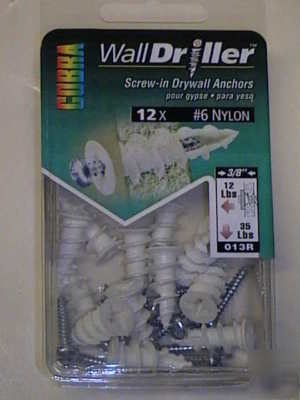 COBRA
WallDriller™
Screw-in Drywall Anchors
pour gypse • para yeso
12 X #6 NYLON
3/8"
12
Lbs
35
Lbs
013R